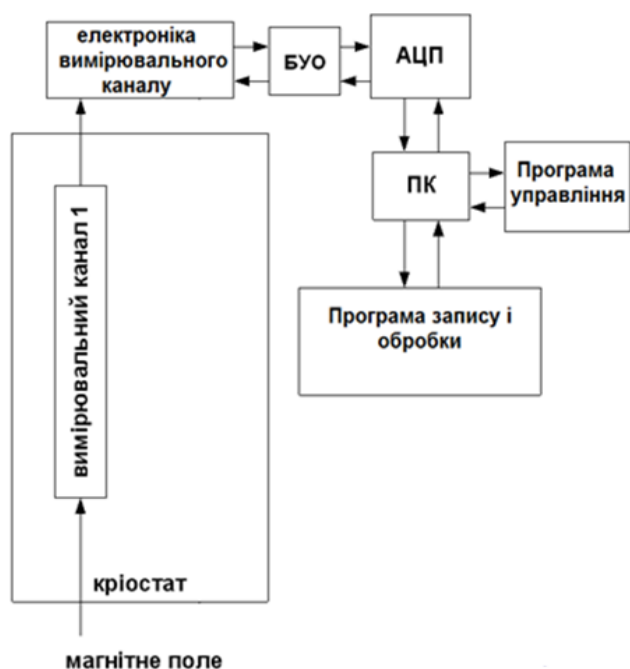 електроніка
вимірювального
каналу
БУО
АЦП
ПК
Програма
управління
Програма запису і
обробки
вимірювальний канал 1
кріостат
магнітне поле